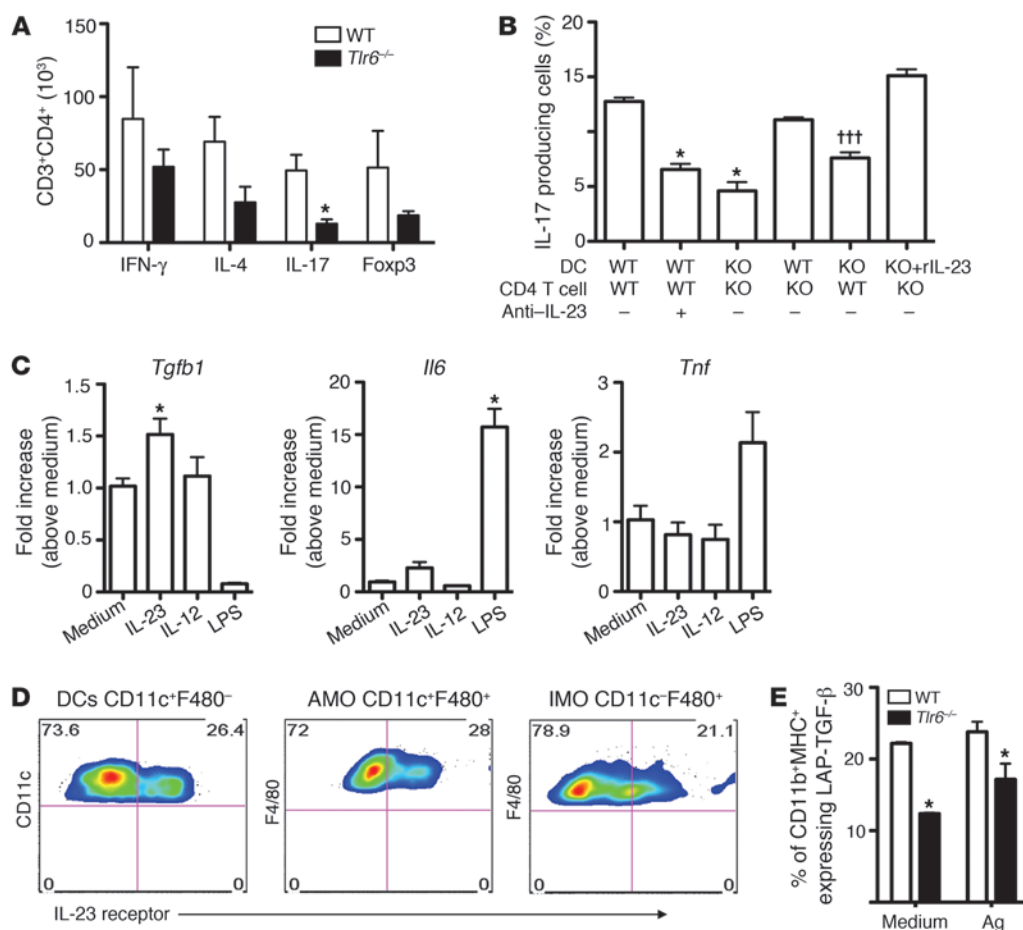 A
CD3+CD4+ (10³)
150
100
50
0
WT
Tlr6–/–
*
IFN-γ IL-4 IL-17 Foxp3
B
IL-17 producing cells (%)
20
15
10
5
0
* * †††
DC WT WT KO WT KO KO+rIL-23
CD4 T cell WT WT KO KO WT KO
Anti–IL-23 – + – – – –
C
Tgfb1
Fold increase
(above medium)
1.5
1.0
0.5
0
*
Medium IL-23 IL-12 LPS
Il6
Fold increase
(above medium)
20
15
10
5
0
*
Medium IL-23 IL-12 LPS
Tnf
Fold increase
(above medium)
3
2
1
0
Medium IL-23 IL-12 LPS
D
DCs CD11c+F480–
73.6 26.4
CD11c
0 0
AMO CD11c+F480+
72 28
F4/80
0 0
IMO CD11c–F480+
78.9 21.1
F4/80
0 0
IL-23 receptor
E
% of CD11b+MHC+
expressing LAP-TGF-β
30
20
10
WT
Tlr6–/–
* *
Medium Ag